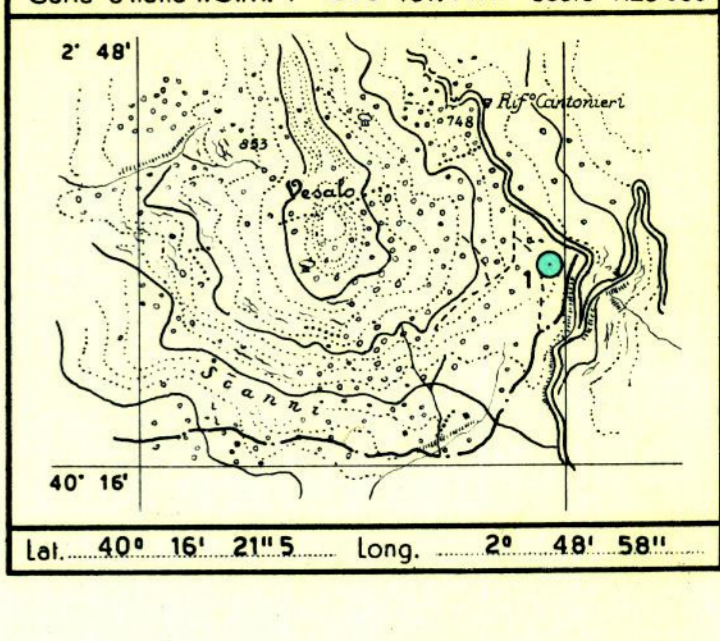 2° 48'
Rif° Cantonieri
748
853
Vesalo
1
Scanni
40° 16'
Lat. 40° 16' 21" 5 Long. 2° 48' 58"